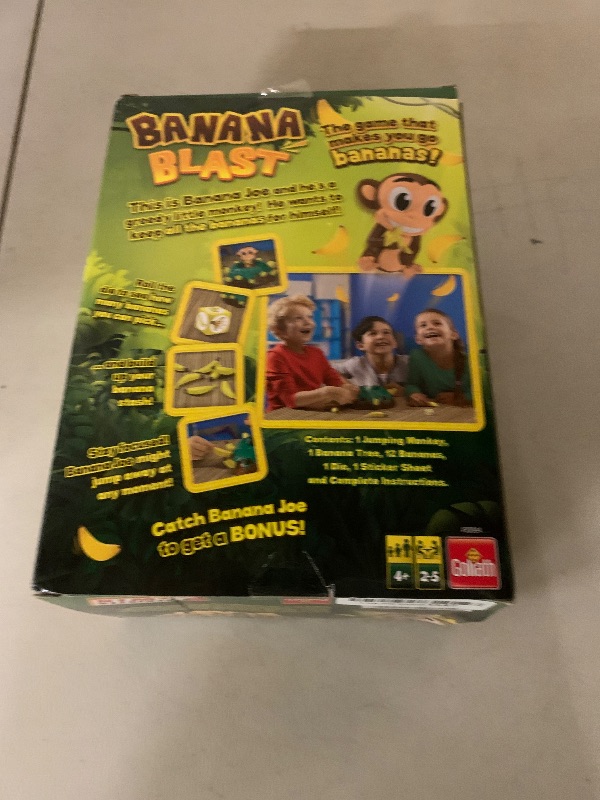 BANANA
BLAST
The game that
makes you go
bananas!
This is Banana Joe and he's a
greedy little monkey! He wants to
keep all the bananas for himself!
Roll the
die to see how
many bananas
you can pick...
...and build
up your
banana
stash!
Stay focused!
Banana Joe might
jump away at
any moment!
Catch Banana Joe
to get a BONUS!
Contents: 1 Jumping Monkey,
1 Banana Tree, 12 Bananas,
1 Die, 1 Sticker Sheet
and Complete Instructions.
4+
2-5
Goliath